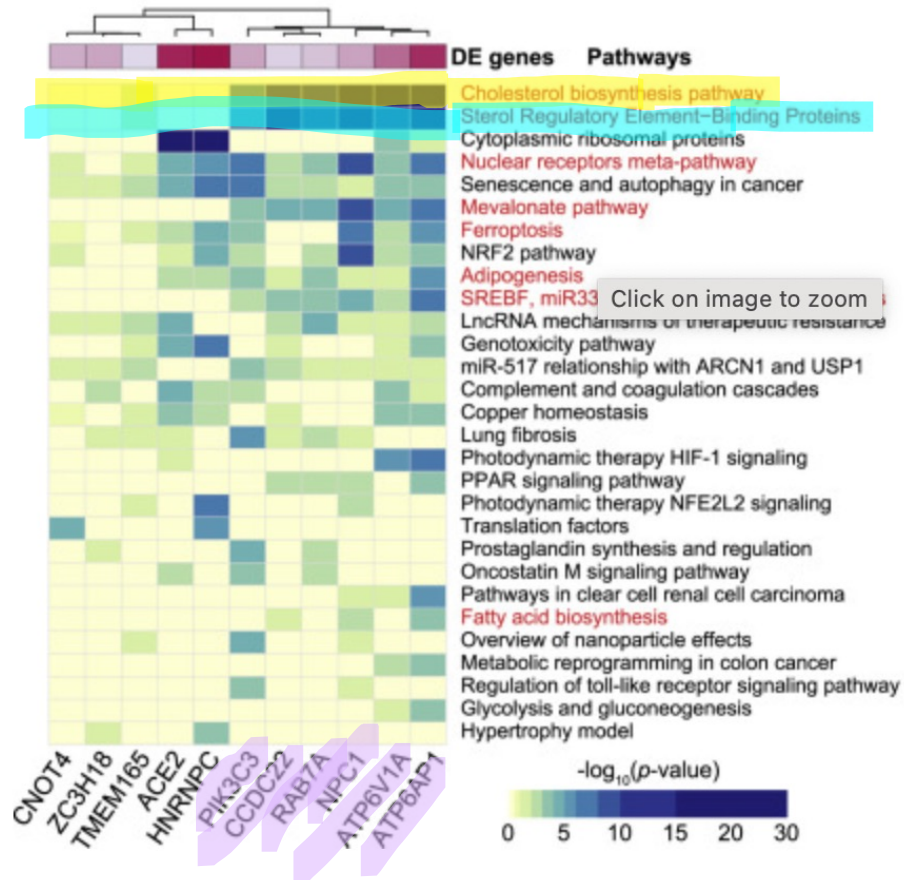 DE genes Pathways
Cholesterol biosynthesis pathway
Sterol Regulatory Element−Binding Proteins
Cytoplasmic ribosomal proteins
Nuclear receptors meta-pathway
Senescence and autophagy in cancer
Mevalonate pathway
Ferroptosis
NRF2 pathway
Adipogenesis
SREBF, miR33
Click on image to zoom
LncRNA mechanisms of therapeutic resistance
Genotoxicity pathway
miR-517 relationship with ARCN1 and USP1
Complement and coagulation cascades
Copper homeostasis
Lung fibrosis
Photodynamic therapy HIF-1 signaling
PPAR signaling pathway
Photodynamic therapy NFE2L2 signaling
Translation factors
Prostaglandin synthesis and regulation
Oncostatin M signaling pathway
Pathways in clear cell renal cell carcinoma
Fatty acid biosynthesis
Overview of nanoparticle effects
Metabolic reprogramming in colon cancer
Regulation of toll-like receptor signaling pathway
Glycolysis and gluconeogenesis
Hypertrophy model
CNOT4
ZC3H18
TMEM165
ACE2
HNRNPC
PIK3C3
CCDC22
RAB7A
NPC1
ATP6V1A
ATP6AP1
-log10(p-value)
0 5 10 15 20 30